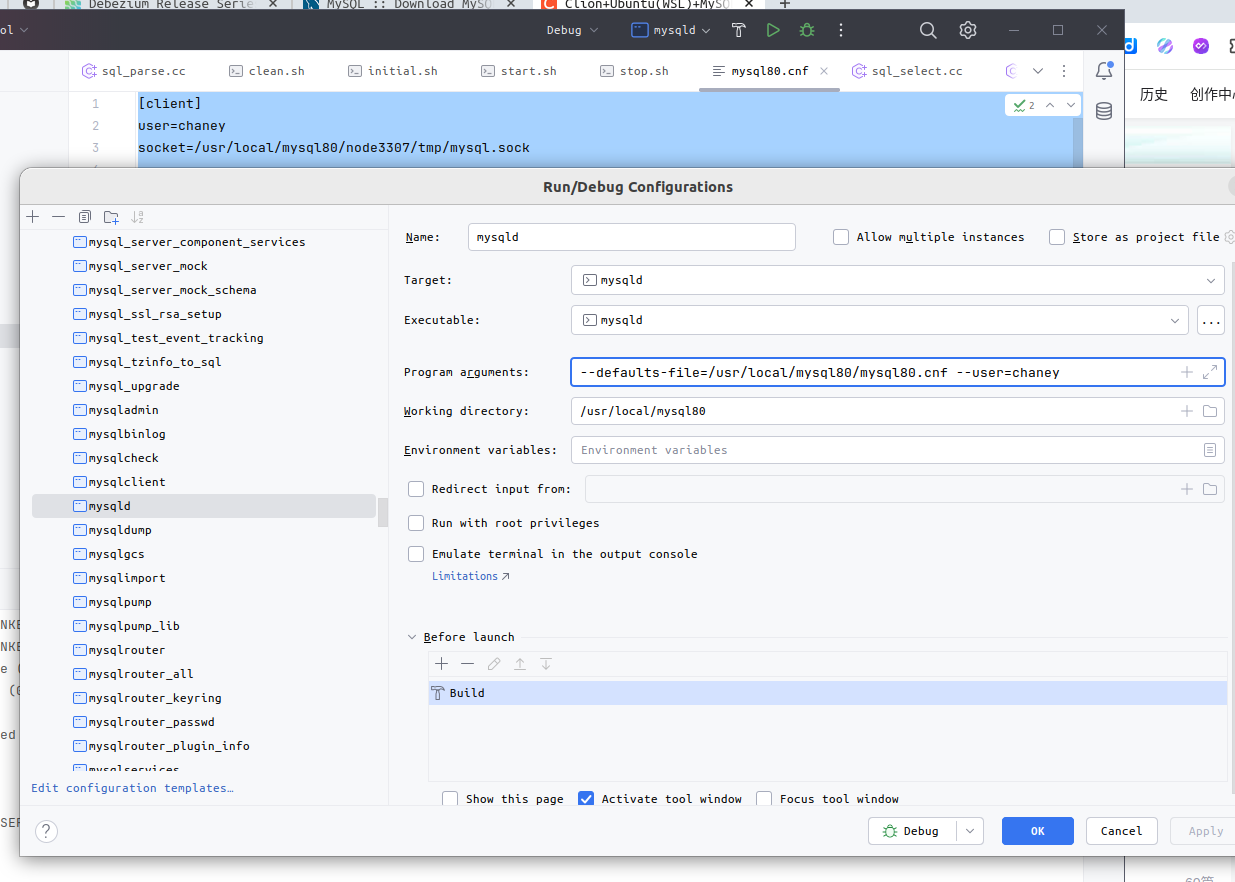 Debezium Release Serie
MySQL :: Download MySQ
Clion+Ubuntu(WSL)+MySQ
ol
Debug
mysqld
sql_parse.cc
clean.sh
initial.sh
start.sh
stop.sh
mysql80.cnf
sql_select.cc
历史
创作中心
1
[client]
2
2
user=chaney
3
socket=/usr/local/mysql80/node3307/tmp/mysql.sock
Run/Debug Configurations
mysql_server_component_services
mysql_server_mock
mysql_server_mock_schema
mysql_ssl_rsa_setup
mysql_test_event_tracking
mysql_tzinfo_to_sql
mysql_upgrade
mysqladmin
mysqlbinlog
mysqlcheck
mysqlclient
mysqld
mysqldump
mysqlgcs
mysqlimport
mysqlpump
mysqlpump_lib
mysqlrouter
mysqlrouter_all
mysqlrouter_keyring
mysqlrouter_passwd
mysqlrouter_plugin_info
mysqlservices
Edit configuration templates…
Name:
mysqld
Allow multiple instances
Store as project file
Target:
mysqld
Executable:
mysqld
...
Program arguments:
--defaults-file=/usr/local/mysql80/mysql80.cnf --user=chaney
Working directory:
/usr/local/mysql80
Environment variables:
Environment variables
Redirect input from:
Run with root privileges
Emulate terminal in the output console
Limitations
Before launch
Build
Show this page
Activate tool window
Focus tool window
NKE
NKE
e (
(
ed
SER
?
Debug
OK
Cancel
Apply